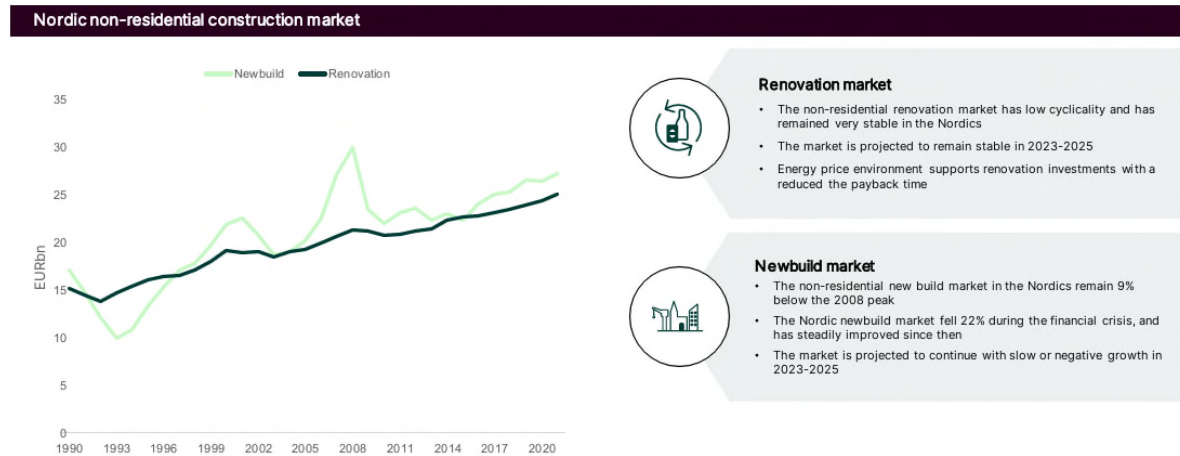 Nordic non-residential construction market
Newbuild
Renovation
35
30
25
20
15
10
5
0
EURbn
1990
1993
1996
1999
2002
2005
2008
2011
2014
2017
2020
Renovation market
• The non-residential renovation market has low cyclicality and has
remained very stable in the Nordics
• The market is projected to remain stable in 2023-2025
• Energy price environment supports renovation investments with a
reduced the payback time
Newbuild market
• The non-residential new build market in the Nordics remain 9%
below the 2008 peak
• The Nordic newbuild market fell 22% during the financial crisis, and
has steadily improved since then
• The market is projected to continue with slow or negative growth in
2023-2025